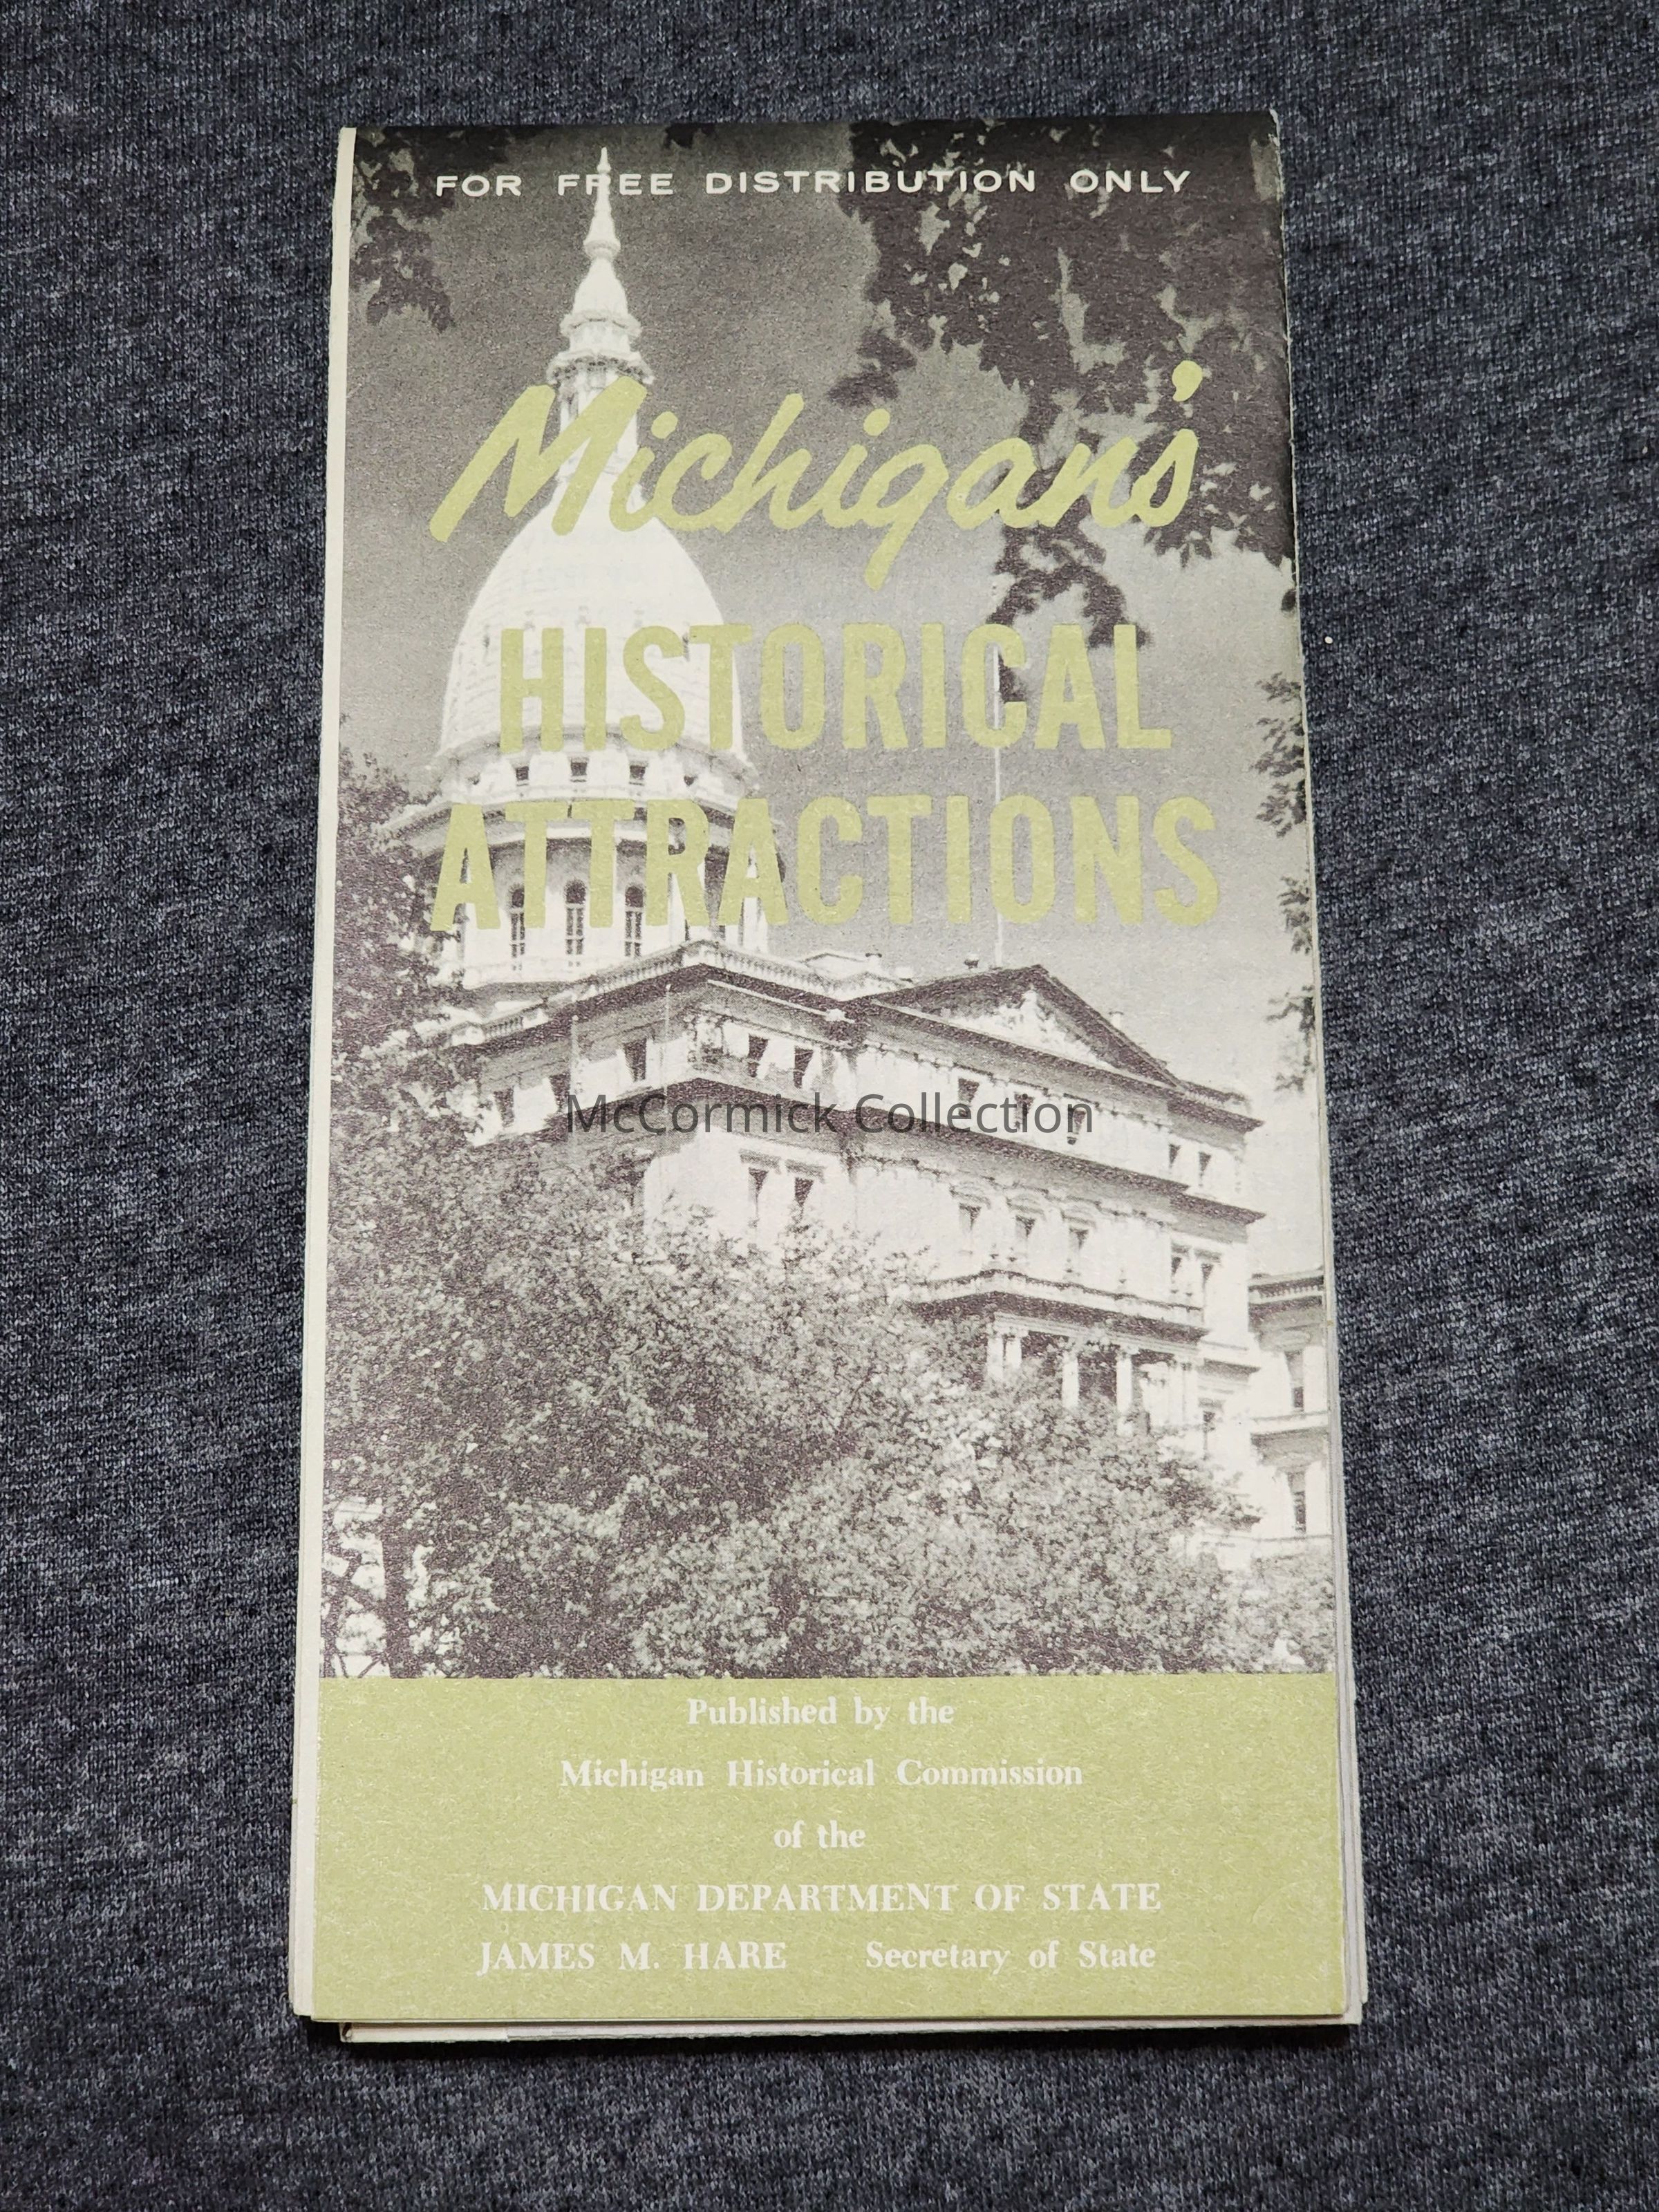 FOR FREE DISTRIBUTION ONLY
Michigan's
HISTORICAL
ATTRACTIONS
McCormick Collection
Published by the
Michigan Historical Commission
of the
MICHIGAN DEPARTMENT OF STATE
JAMES M. HARE Secretary of State